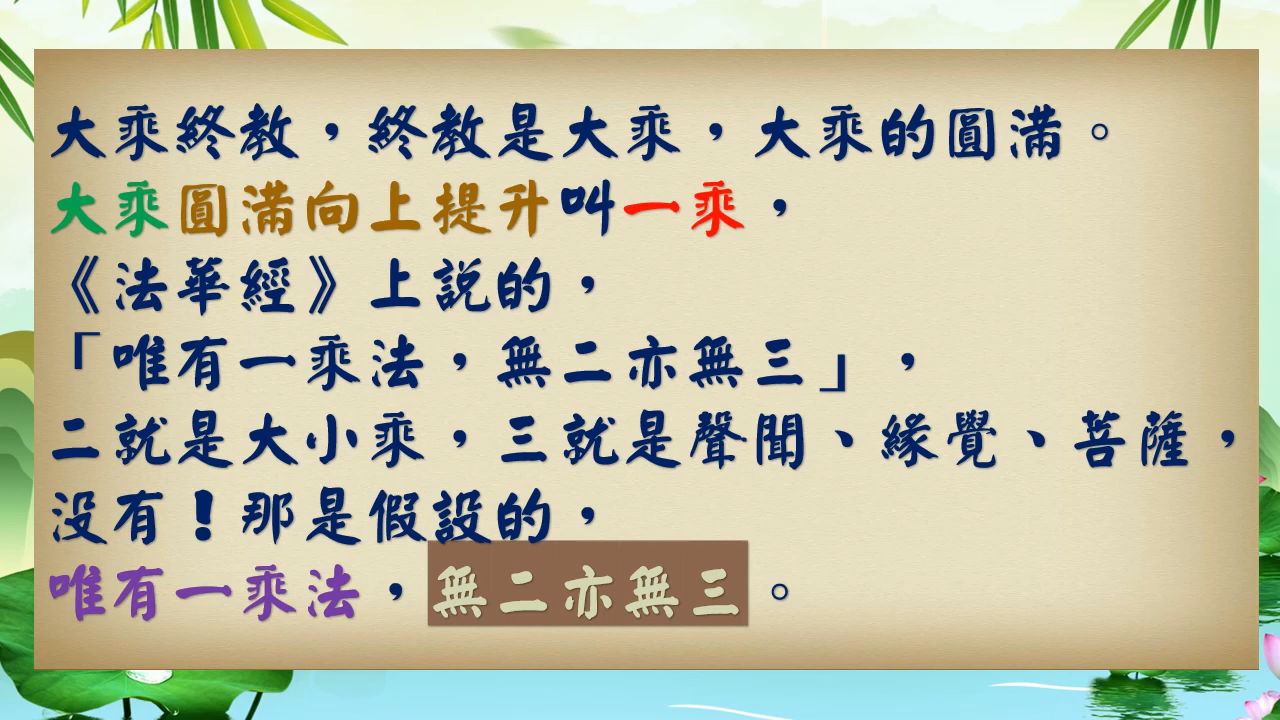 大乘終教，終教是大乘，大乘的圓滿。
大乘圓滿向上提升叫一乘，
《法華經》上說的，
「唯有一乘法，無二亦無三」，
二就是大小乘，三就是聲聞、緣覺、菩薩，
沒有！那是假設的，
唯有一乘法，無二亦無三。